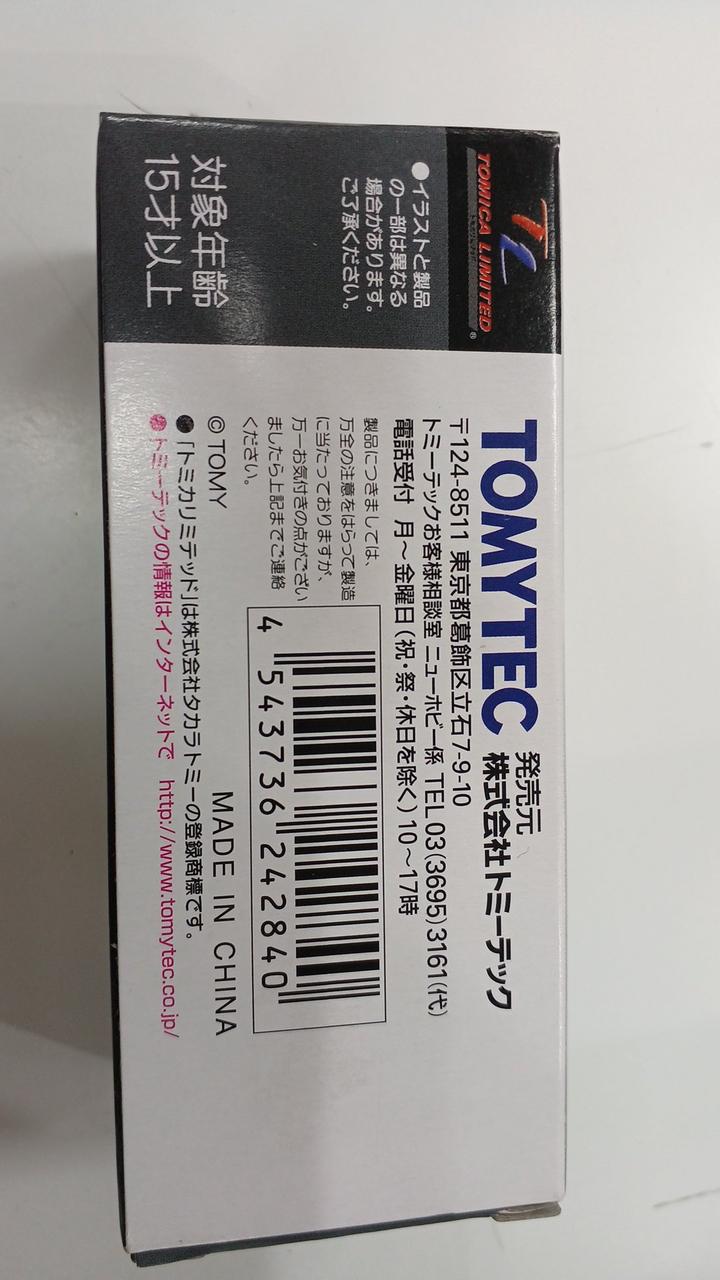 TL
TOMICA LIMITED®
トミカリミテッド
●イラストと製品
の一部は異なる
場合があります。
ご了承ください。
対象年齢
15才以上
TOMYTEC
発売元
株式会社トミーテック
〒124-8511 東京都葛飾区立石7-9-10
トミーテックお客様相談室 ニューホビー係 TEL 03(3695)3161(代)
電話受付 月〜金曜日(祝・祭・休日を除く) 10〜17時
製品につきましては、
万全の注意をはらって製造
に当たっておりますが、
万一お気付きの点がござい
ましたら上記までご連絡
ください。
4 543736 242840
© TOMY
MADE IN CHINA
●「トミカリミテッド」は株式会社タカラトミーの登録商標です。
●トミーテックの情報はインターネットで http://www.tomytec.co.jp/